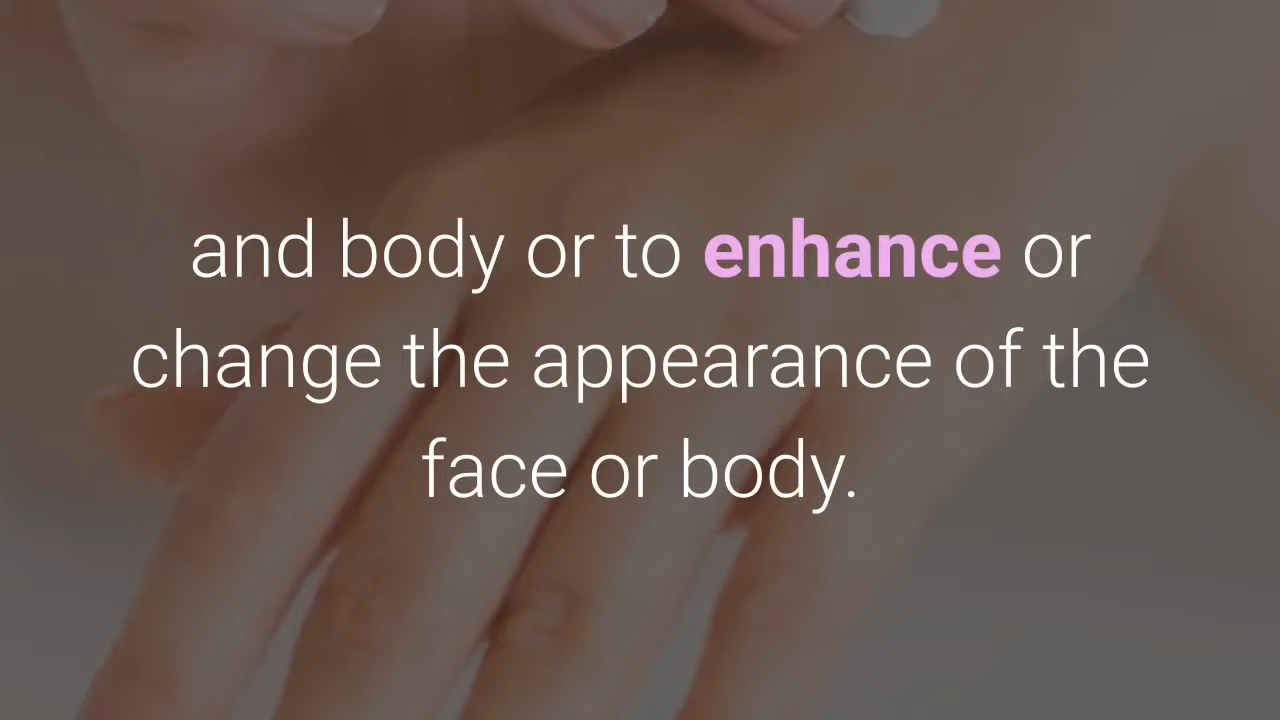 and body or to enhance or
change the appearance of the
face or body.